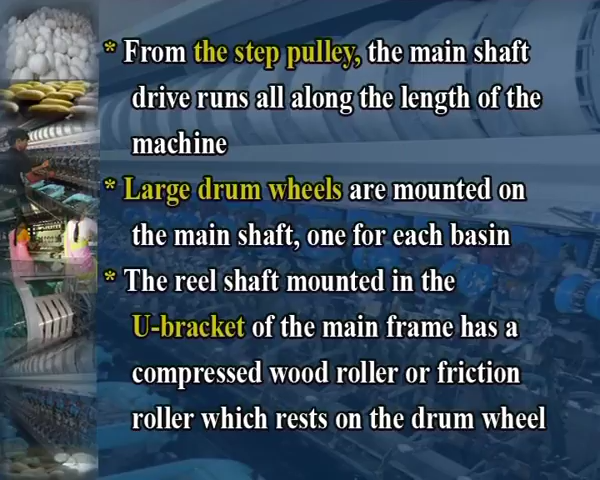 * From the step pulley, the main shaft
drive runs all along the length of the
machine
* Large drum wheels are mounted on
the main shaft, one for each basin
* The reel shaft mounted in the
U-bracket of the main frame has a
compressed wood roller or friction
roller which rests on the drum wheel